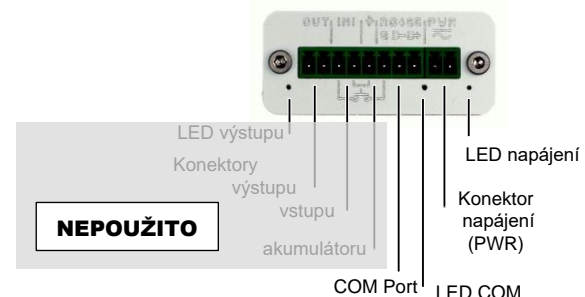 OUT IN1 RS485 PWR
LED výstupu
Konektory
výstupu
vstupu
akumulátoru
NEPOUŽITO
LED napájení
Konektor
napájení
(PWR)
COM Port
LED COM